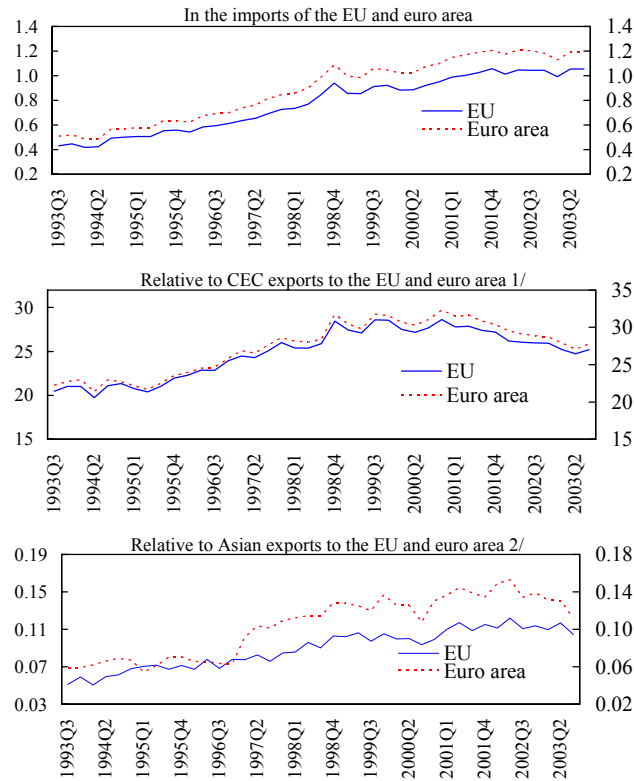 In the imports of the EU and euro area
1.4 1.4
1.2 1.2
1.0 1.0
0.8 0.8
0.6 EU 0.6
0.4 Euro area 0.4
0.2 0.2
1993Q3 1994Q2 1995Q1 1995Q4 1996Q3 1997Q2 1998Q1 1998Q4 1999Q3 2000Q2 2001Q1 2001Q4 2002Q3 2003Q2
Relative to CEC exports to the EU and euro area 1/
35
30 30
25 25
20 EU 20
Euro area
15 15
1993Q3 1994Q2 1995Q1 1995Q4 1996Q3 1997Q2 1998Q1 1998Q4 1999Q3 2000Q2 2001Q1 2001Q4 2002Q3 2003Q2
Relative to Asian exports to the EU and euro area 2/
0.19 0.18
0.15 0.14
0.11 0.10
0.07 EU 0.06
Euro area
0.03 0.02
1993Q3 1994Q2 1995Q1 1995Q4 1996Q3 1997Q2 1998Q1 1998Q4 1999Q3 2000Q2 2001Q1 2001Q4 2002Q3 2003Q2